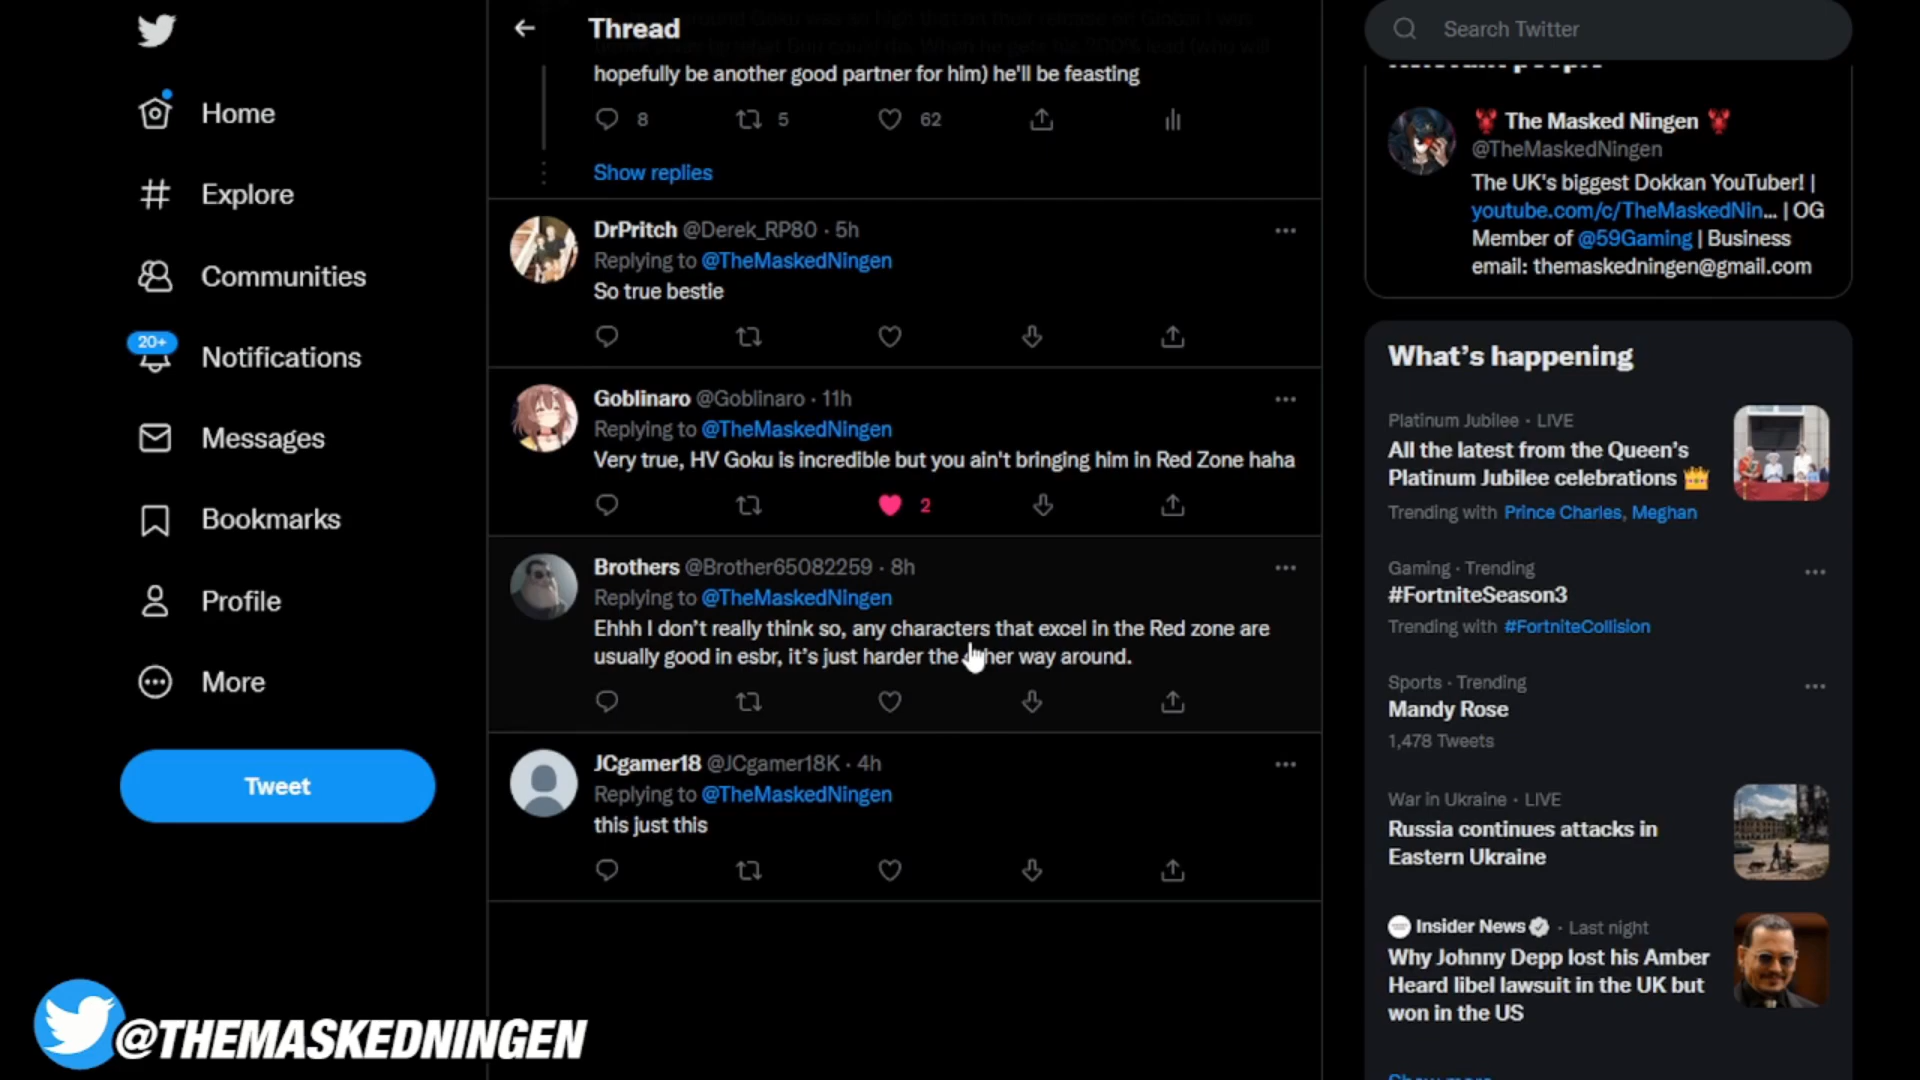 Home
Explore
Communities
20+
Notifications
Messages
Bookmarks
Profile
More
Tweet
Thread
hopefully be another good partner for him) he'll be feasting
8 5 62
Show replies
DrPritch @Derek_RP80 · 5h
Replying to @TheMaskedNingen
So true bestie
Goblinaro @Goblinaro · 11h
Replying to @TheMaskedNingen
Very true, HV Goku is incredible but you ain't bringing him in Red Zone haha
2
Brothers @Brother65082259 · 8h
Replying to @TheMaskedNingen
Ehhh I don't really think so, any characters that excel in the Red zone are
usually good in esbr, it's just harder the other way around.
JCgamer18 @JCgamer18K · 4h
Replying to @TheMaskedNingen
this just this
Search Twitter
🦞 The Masked Ningen 🦞
@TheMaskedNingen
The UK's biggest Dokkan YouTuber! |
youtube.com/c/TheMaskedNin... | OG
Member of @59Gaming | Business
email: themaskedningen@gmail.com
What's happening
Platinum Jubilee · LIVE
All the latest from the Queen's
Platinum Jubilee celebrations 👑
Trending with Prince Charles, Meghan
Gaming · Trending
#FortniteSeason3
Trending with #FortniteCollision
Sports · Trending
Mandy Rose
1,478 Tweets
War in Ukraine · LIVE
Russia continues attacks in
Eastern Ukraine
Insider News · Last night
Why Johnny Depp lost his Amber
Heard libel lawsuit in the UK but
won in the US
@THEMASKEDNINGEN